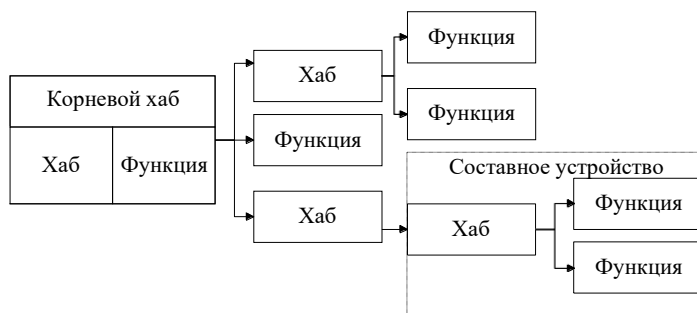 Функция
Хаб
Корневой хаб
Функция
Хаб
Функция
Функция
Составное устройство
Функция
Хаб
Хаб
Функция